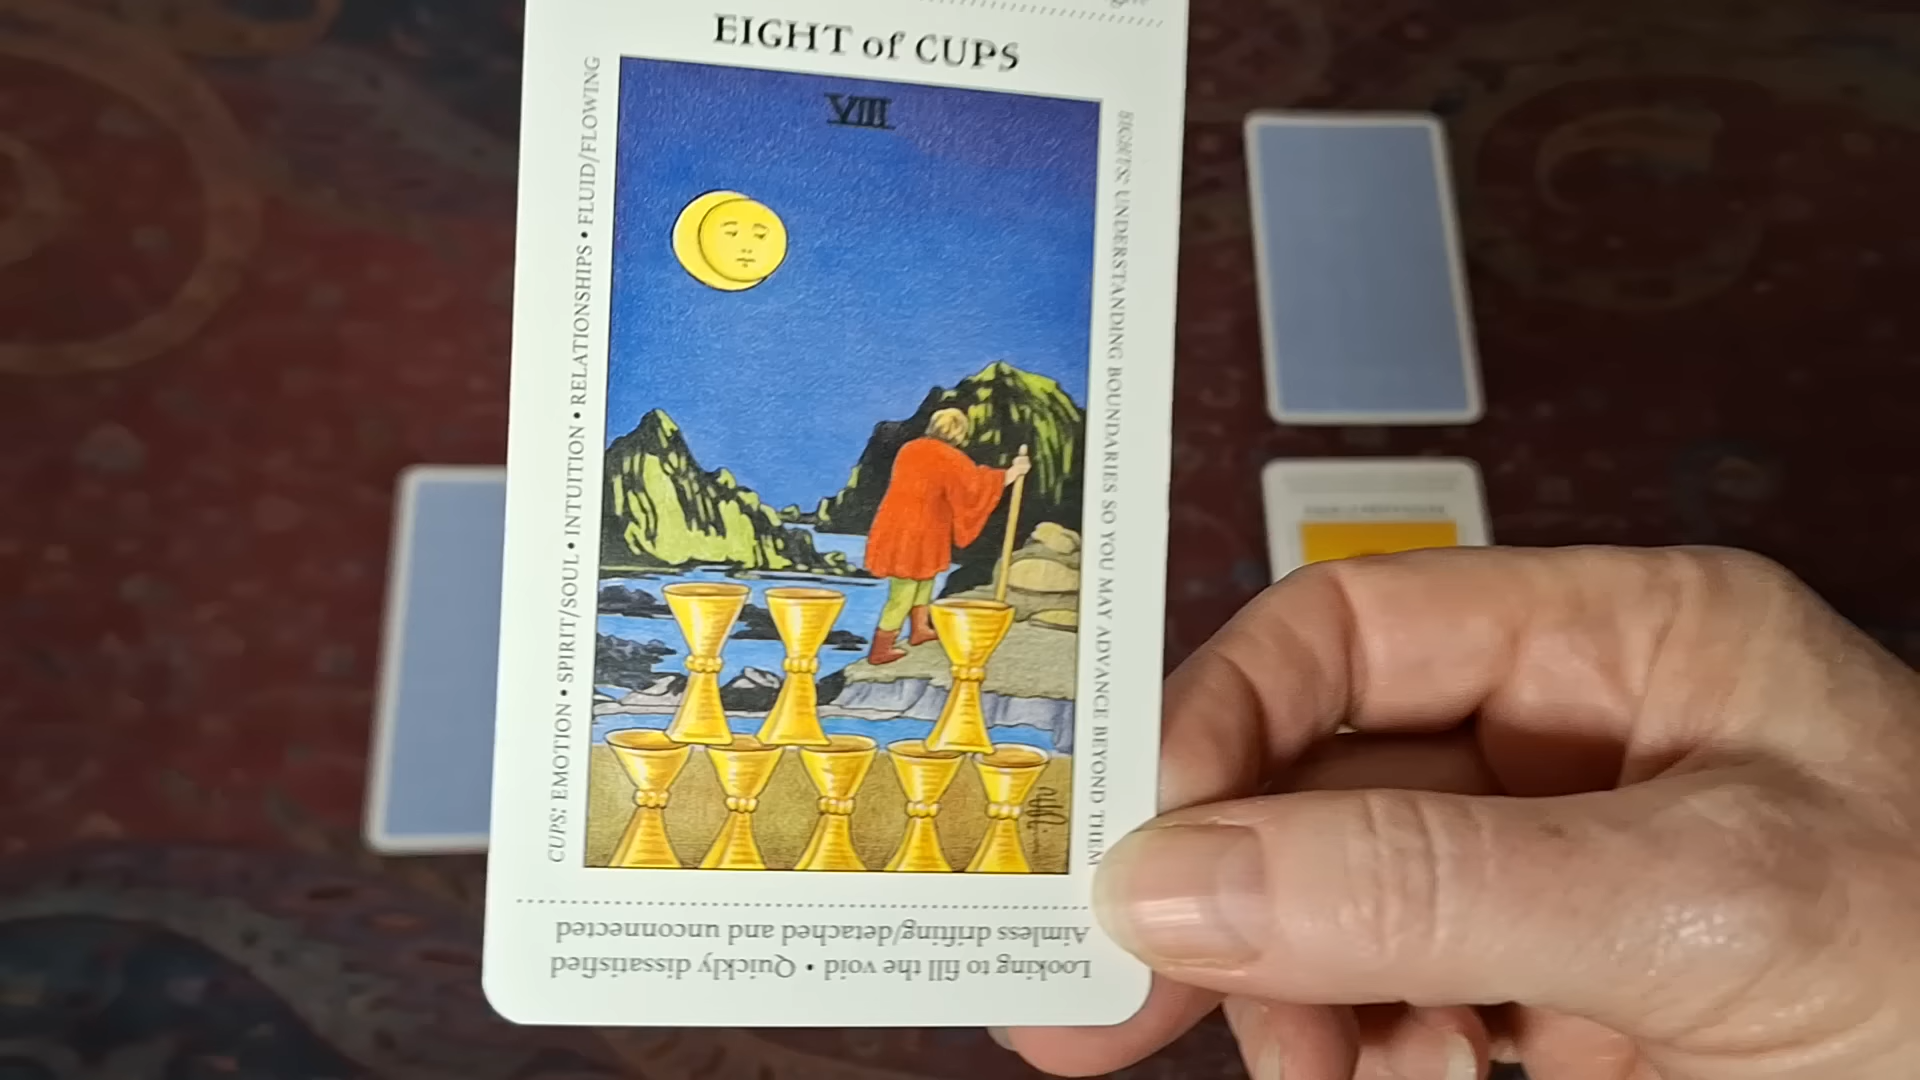 EIGHT of CUPS
VIII
CUPS: EMOTION • SPIRIT/SOUL • INTUITION • RELATIONSHIPS • FLUID/FLOWING
EIGHTS: UNDERSTANDING BOUNDARIES SO YOU MAY ADVANCE BEYOND THEM
Looking to fill the void • Quickly dissatisfied
Aimless drifting/detached and unconnected